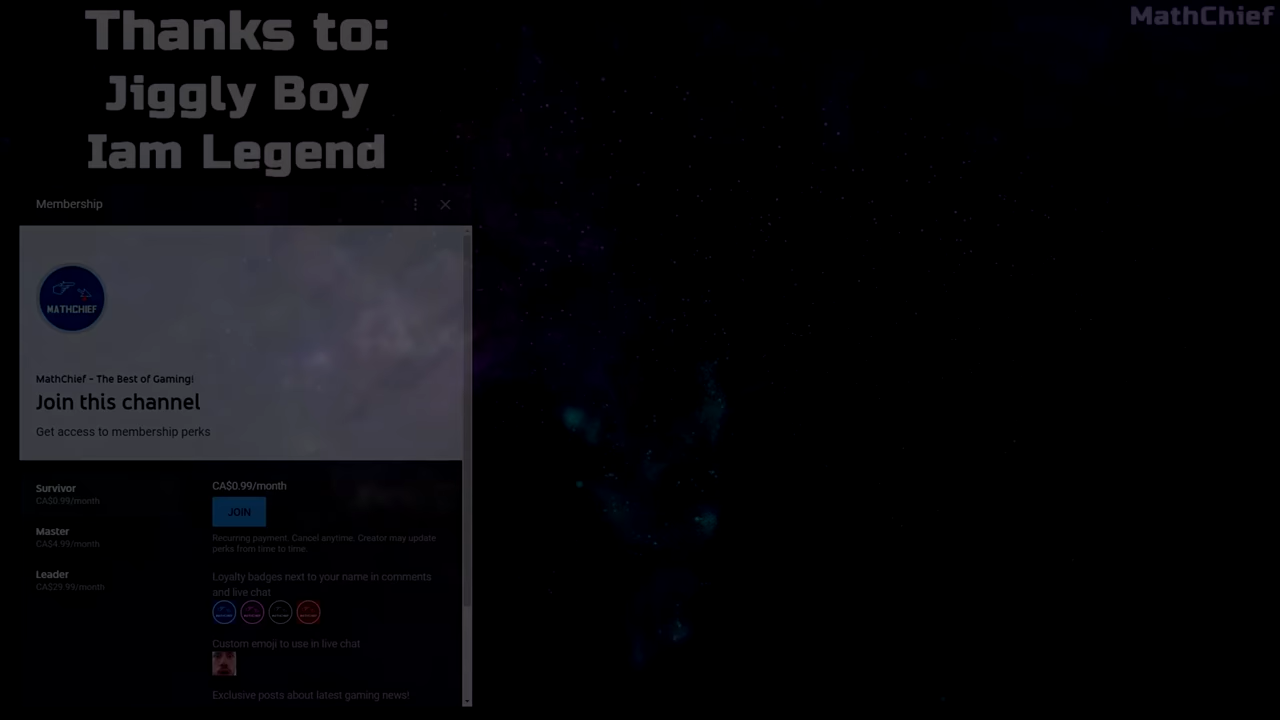 MathChief
Thanks to:
Jiggly Boy
Iam Legend
Membership
MATHCHIEF
MathChief - The Best of Gaming!
Join this channel
Get access to membership perks
Survivor
CA$0.99/month
Master
CA$4.99/month
Leader
CA$29.99/month
CA$0.99/month
JOIN
Recurring payment. Cancel anytime. Creator may update
perks from time to time.
Loyalty badges next to your name in comments
and live chat
Custom emoji to use in live chat
Exclusive posts about latest gaming news!